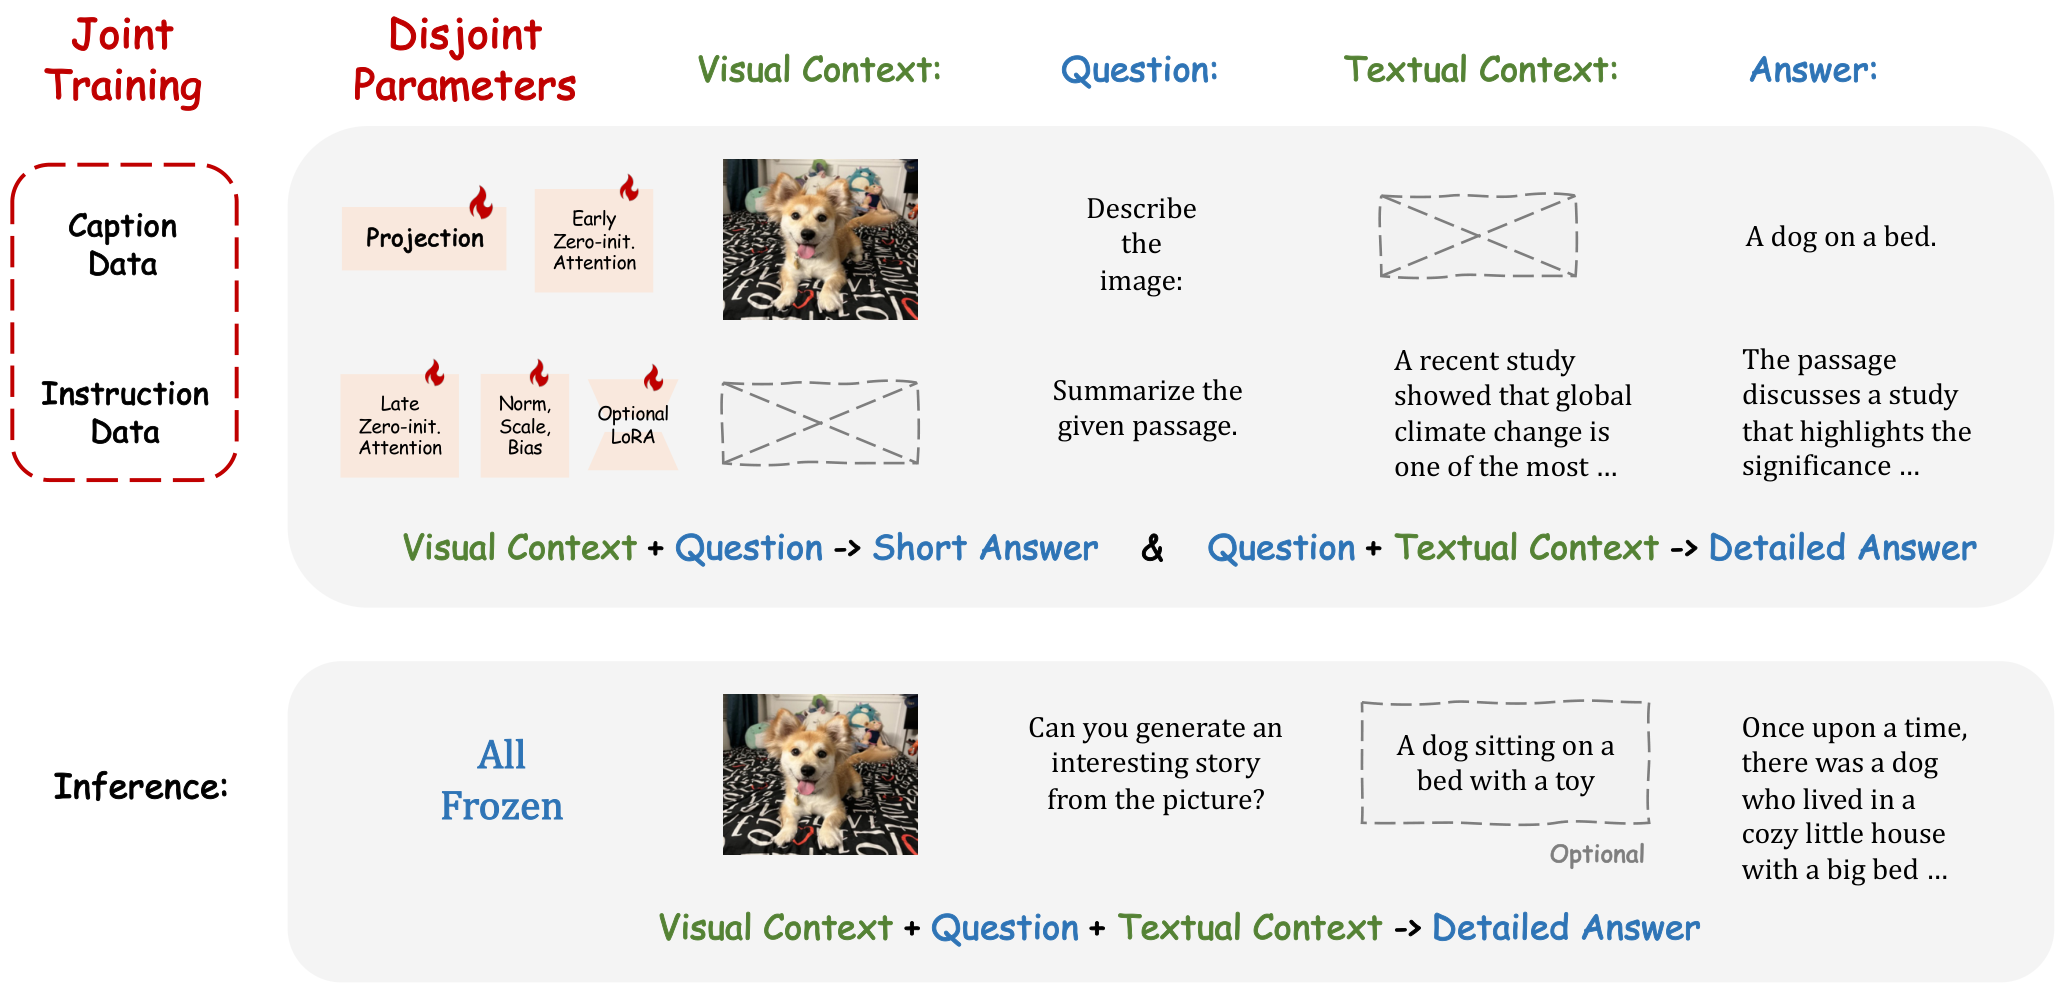 Joint
Training
Disjoint
Parameters
Visual Context:
Question:
Textual Context:
Answer:
Caption
Data
Projection
Early
Zero-init.
Attention
Describe
the
image:
A dog on a bed.
Instruction
Data
Late
Zero-init.
Attention
Norm,
Scale,
Bias
Optional
LoRA
Summarize the
given passage.
A recent study
showed that global
climate change is
one of the most ...
The passage
discusses a study
that highlights the
significance ...
Visual Context + Question -> Short Answer & Question + Textual Context -> Detailed Answer
Inference:
All
Frozen
Can you generate an
interesting story
from the picture?
A dog sitting on a
bed with a toy
Optional
Once upon a time,
there was a dog
who lived in a
cozy little house
with a big bed ...
Visual Context + Question + Textual Context -> Detailed Answer